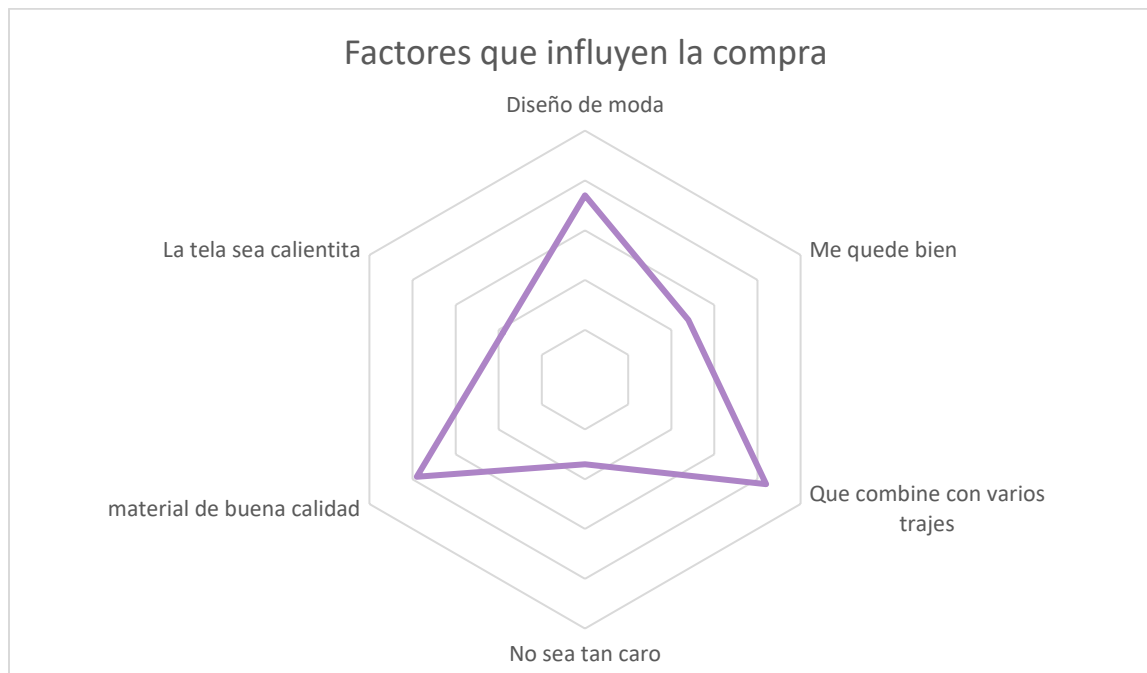 Factores que influyen la compra
Diseño de moda
La tela sea calientita
Me quede bien
material de buena calidad
Que combine con varios
trajes
No sea tan caro